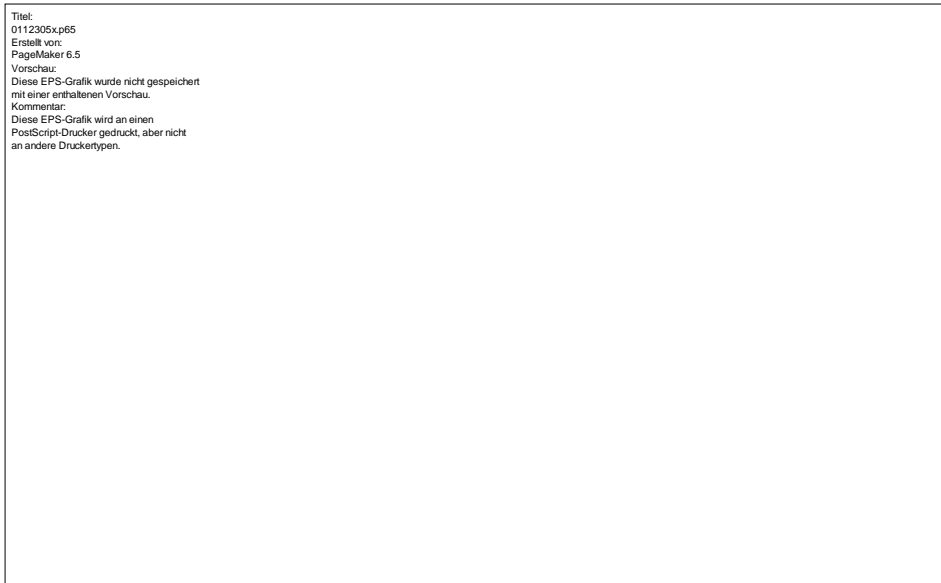 Titel:
0112305x.p65
Erstellt von:
PageMaker 6.5
Vorschau:
Diese EPS-Grafik wurde nicht gespeichert
mit einer enthaltenen Vorschau.
Kommentar:
Diese EPS-Grafik wird an einen
PostScript-Drucker gedruckt, aber nicht
an andere Druckertypen.